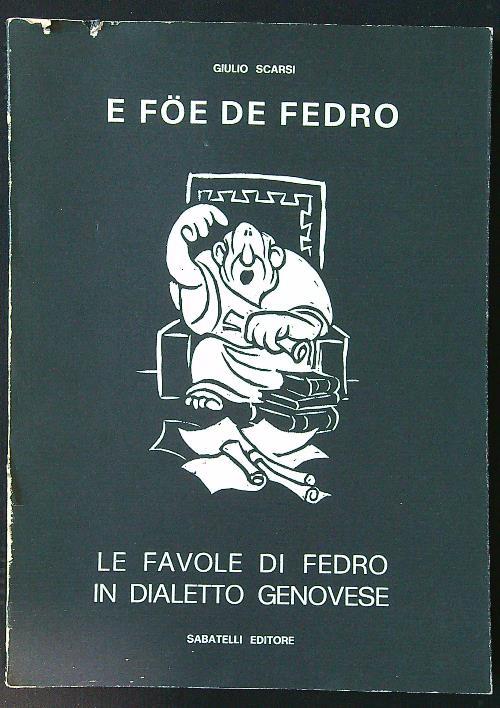 GIULIO SCARSI
E FÖE DE FEDRO
LE FAVOLE DI FEDRO
IN DIALETTO GENOVESE
SABATELLI EDITORE